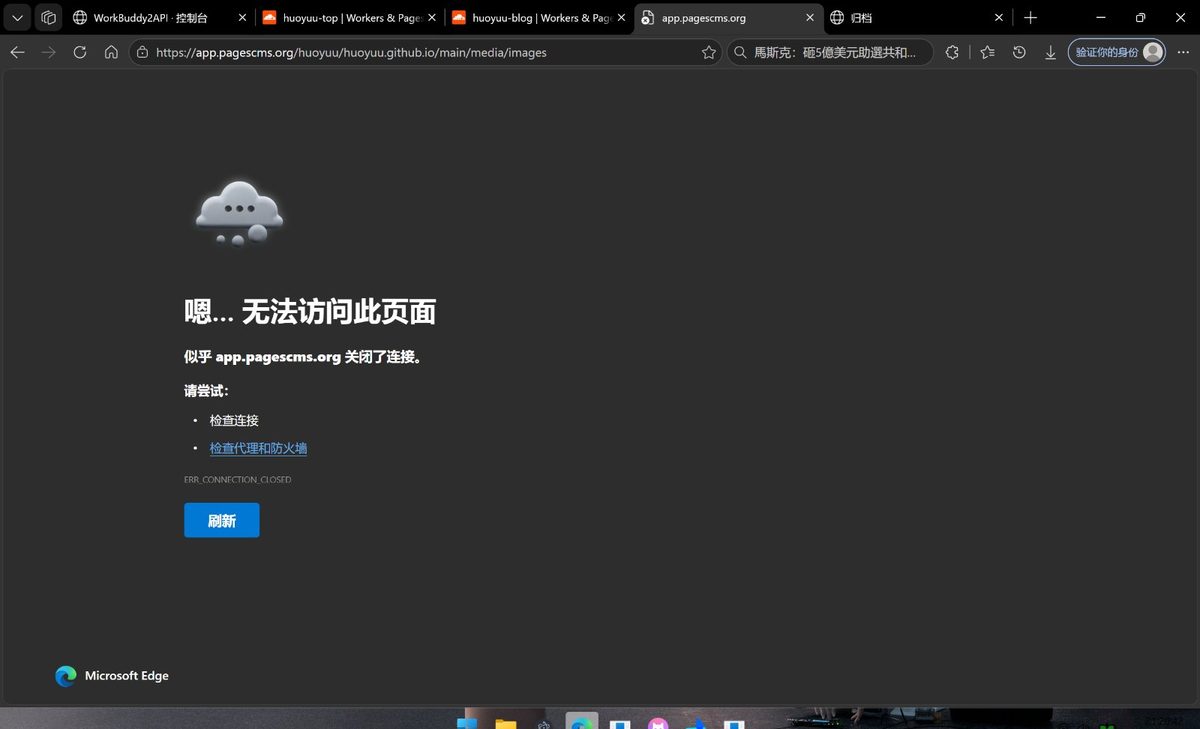 WorkBuddy2API · 控制台
huoyuu-top | Workers & Page
huoyuu-blog | Workers & Page
app.pagescms.org
归档
https://app.pagescms.org/huoyuu/huoyuu.github.io/main/media/images
馬斯克：砸5億美元助選共和...
验证你的身份
嗯... 无法访问此页面
似乎 app.pagescms.org 关闭了连接。
请尝试：
• 检查连接
• 检查代理和防火墙
ERR_CONNECTION_CLOSED
刷新
Microsoft Edge